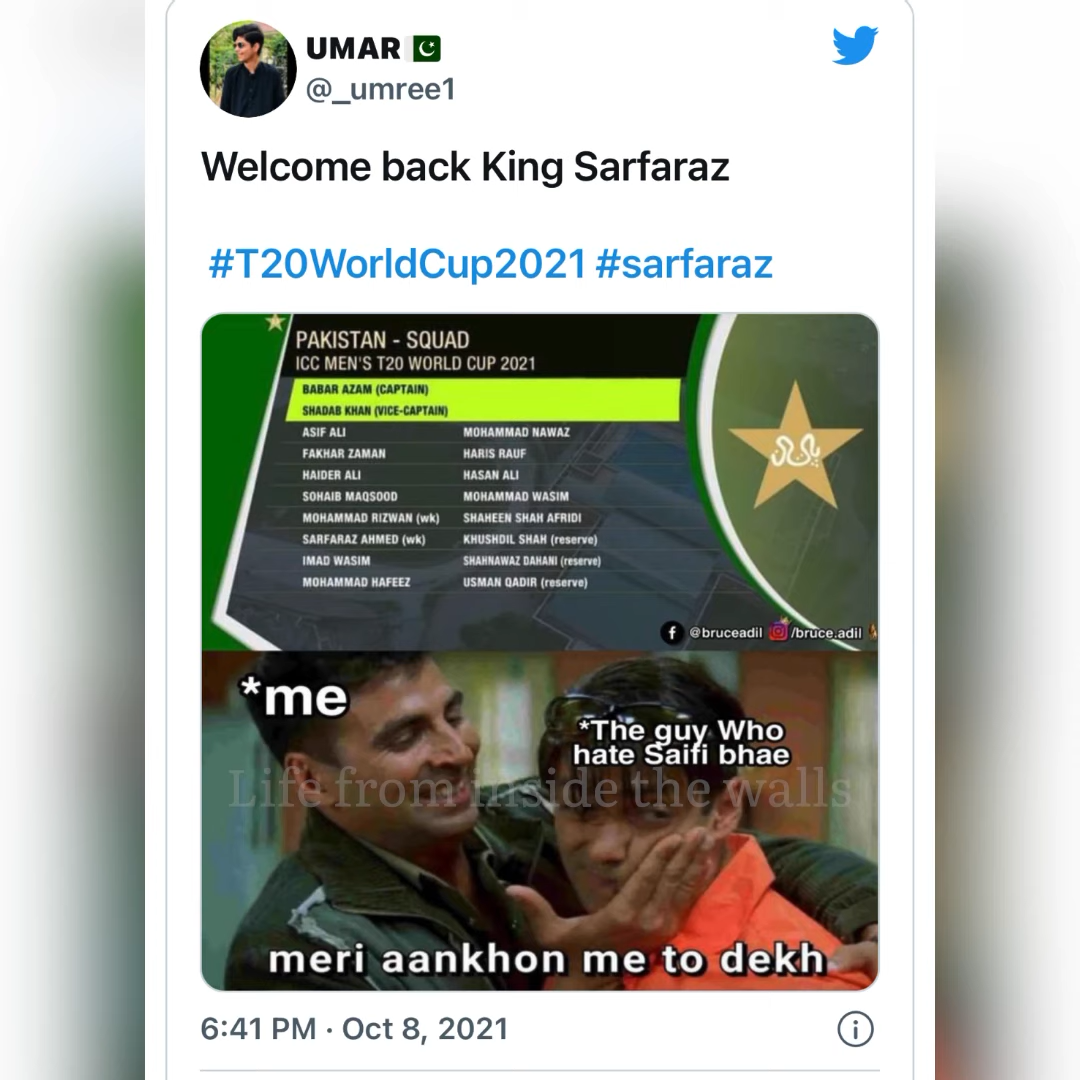 UMAR
@_umree1
Welcome back King Sarfaraz
#T20WorldCup2021 #sarfaraz
PAKISTAN - SQUAD
ICC MEN'S T20 WORLD CUP 2021
BABAR AZAM (CAPTAIN)
SHADAB KHAN (VICE-CAPTAIN)
ASIF ALI MOHAMMAD NAWAZ
FAKHAR ZAMAN HARIS RAUF
HAIDER ALI HASAN ALI
SOHAIB MAQSOOD MOHAMMAD WASIM
MOHAMMAD RIZWAN (wk) SHAHEEN SHAH AFRIDI
SARFARAZ AHMED (wk) KHUSHDIL SHAH (reserve)
IMAD WASIM SHAHNAWAZ DAHANI (reserve)
MOHAMMAD HAFEEZ USMAN QADIR (reserve)
@bruceadil /bruce.adil
*me
*The guy Who
hate Saifi bhae
Life from inside the walls
meri aankhon me to dekh
6:41 PM · Oct 8, 2021